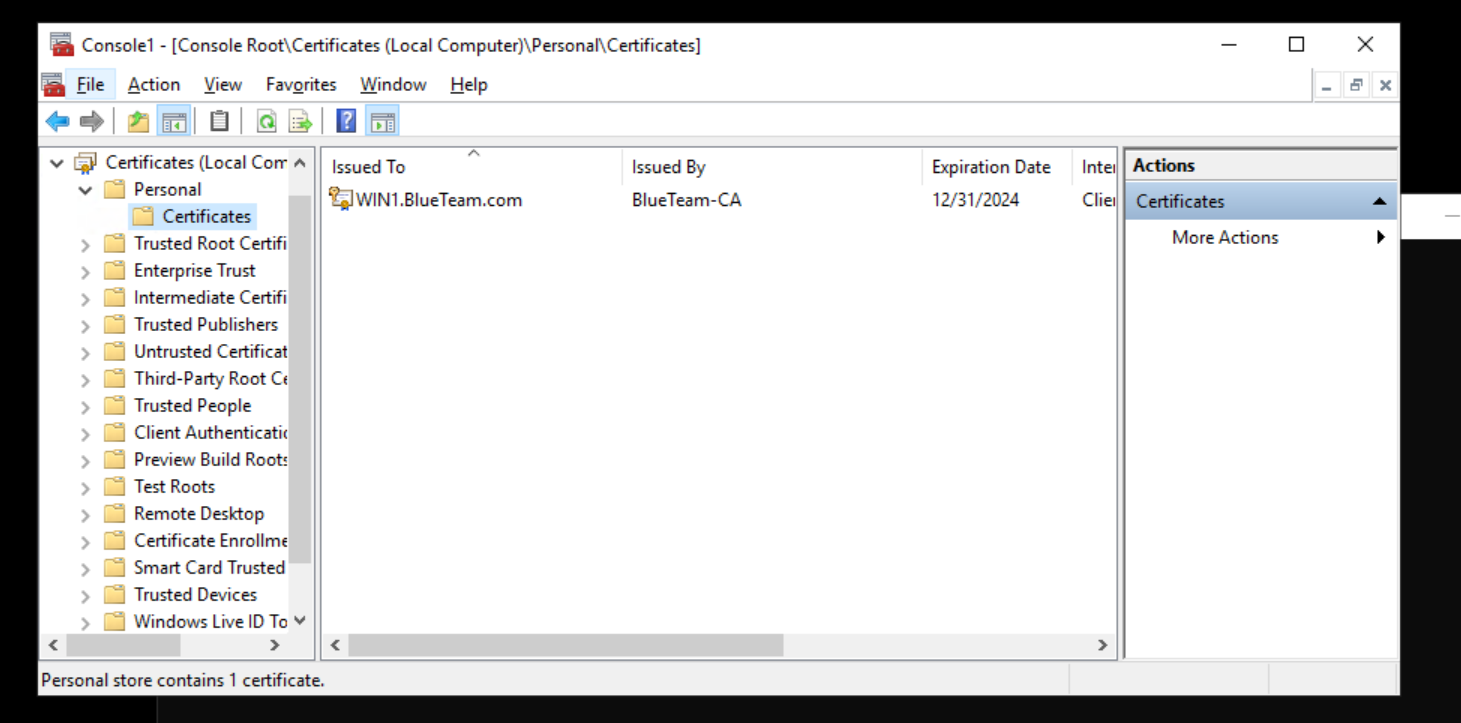 Console1 - [Console Root\Certificates (Local Computer)\Personal\Certificates]
File Action View Favorites Window Help
Certificates (Local Com
Personal
Certificates
Trusted Root Certifi
Enterprise Trust
Intermediate Certifi
Trusted Publishers
Untrusted Certificat
Third-Party Root Ce
Trusted People
Client Authenticatic
Preview Build Roots
Test Roots
Remote Desktop
Certificate Enrollme
Smart Card Trusted
Trusted Devices
Windows Live ID To
Issued To Issued By Expiration Date Inter
WIN1.BlueTeam.com BlueTeam-CA 12/31/2024 Clien
Actions
Certificates
More Actions
Personal store contains 1 certificate.